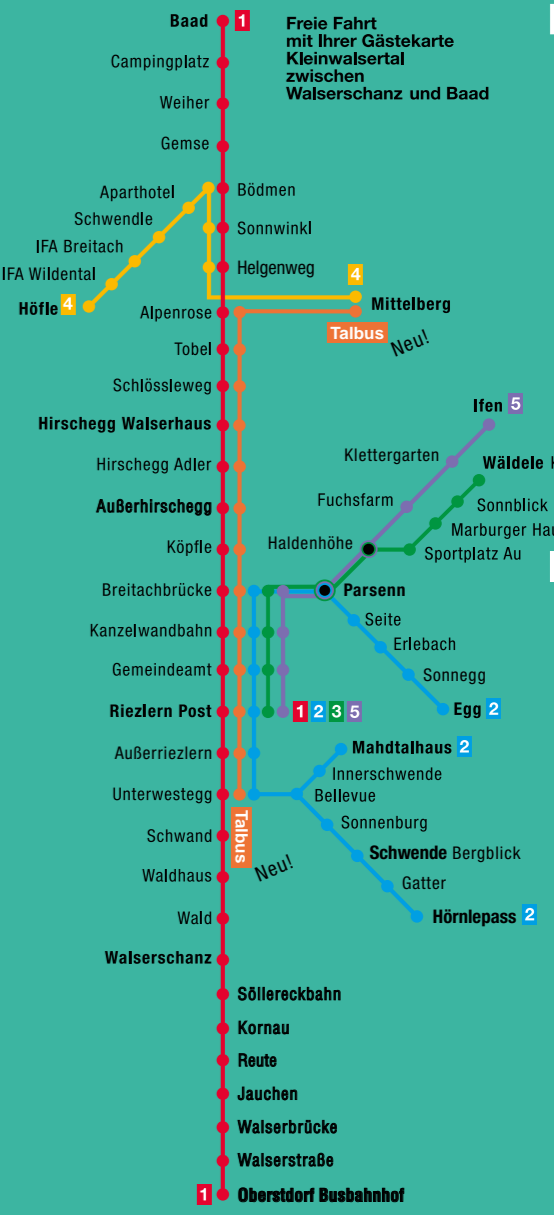 Baad 1
Freie Fahrt
mit Ihrer Gästekarte
Kleinwalsertal
zwischen
Walserschanz und Baad
Campingplatz
Weiher
Gemse
Aparthotel
Bödmen
Schwendle
Sonnwinkl
IFA Breitach
IFA Wildental
Helgenweg
4
Höfle 4
Mittelberg
Alpenrose
Talbus
Neu!
Tobel
Schlössleweg
Ifen 5
Hirschegg Walserhaus
Klettergarten
Hirschegg Adler
Wäldele
Fuchsfarm
Sonnblick
Außerhirschegg
Marburger
Köpfle
Haldenhöhe
Sportplatz Au
Breitachbrücke
Parsenn
Seite
Kanzelwandbahn
Erlebach
Gemeindeamt
Sonnegg
Riezlern Post
1 2 3 5
Egg 2
Außerriezlern
Mahdtalhaus 2
Innerschwende
Unterwestegg
Bellevue
Talbus
Neu!
Sonnenburg
Schwand
Schwende Bergblick
Waldhaus
Gatter
Wald
Hörnlepass 2
Walserschanz
Söllereckbahn
Kornau
Reute
Jauchen
Walserbrücke
Walserstraße
1 Oberstdorf Busbahnhof